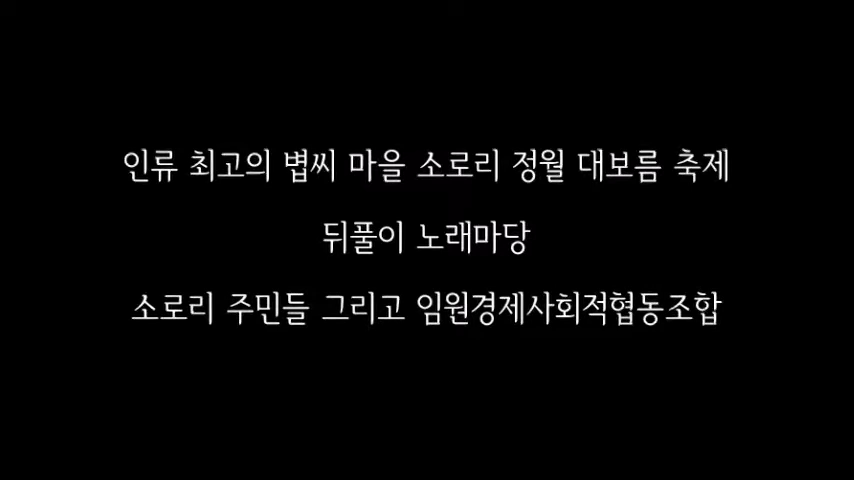 인류 최고의 볍씨 마을 소로리 정월 대보름 축제
뒤풀이 노래마당
소로리 주민들 그리고 임원경제사회적협동조합